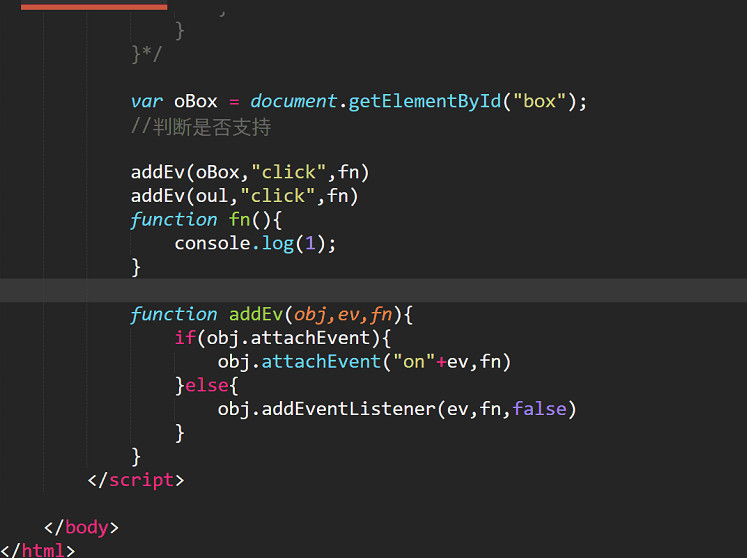 }
}*/
var oBox = document.getElementById("box");
//判断是否支持
addEv(oBox,"click",fn)
addEv(oul,"click",fn)
function fn(){
console.log(1);
}
function addEv(obj,ev,fn){
if(obj.attachEvent){
obj.attachEvent("on"+ev,fn)
}else{
obj.addEventListener(ev,fn,false)
}
}
</script>
</body>
</html>